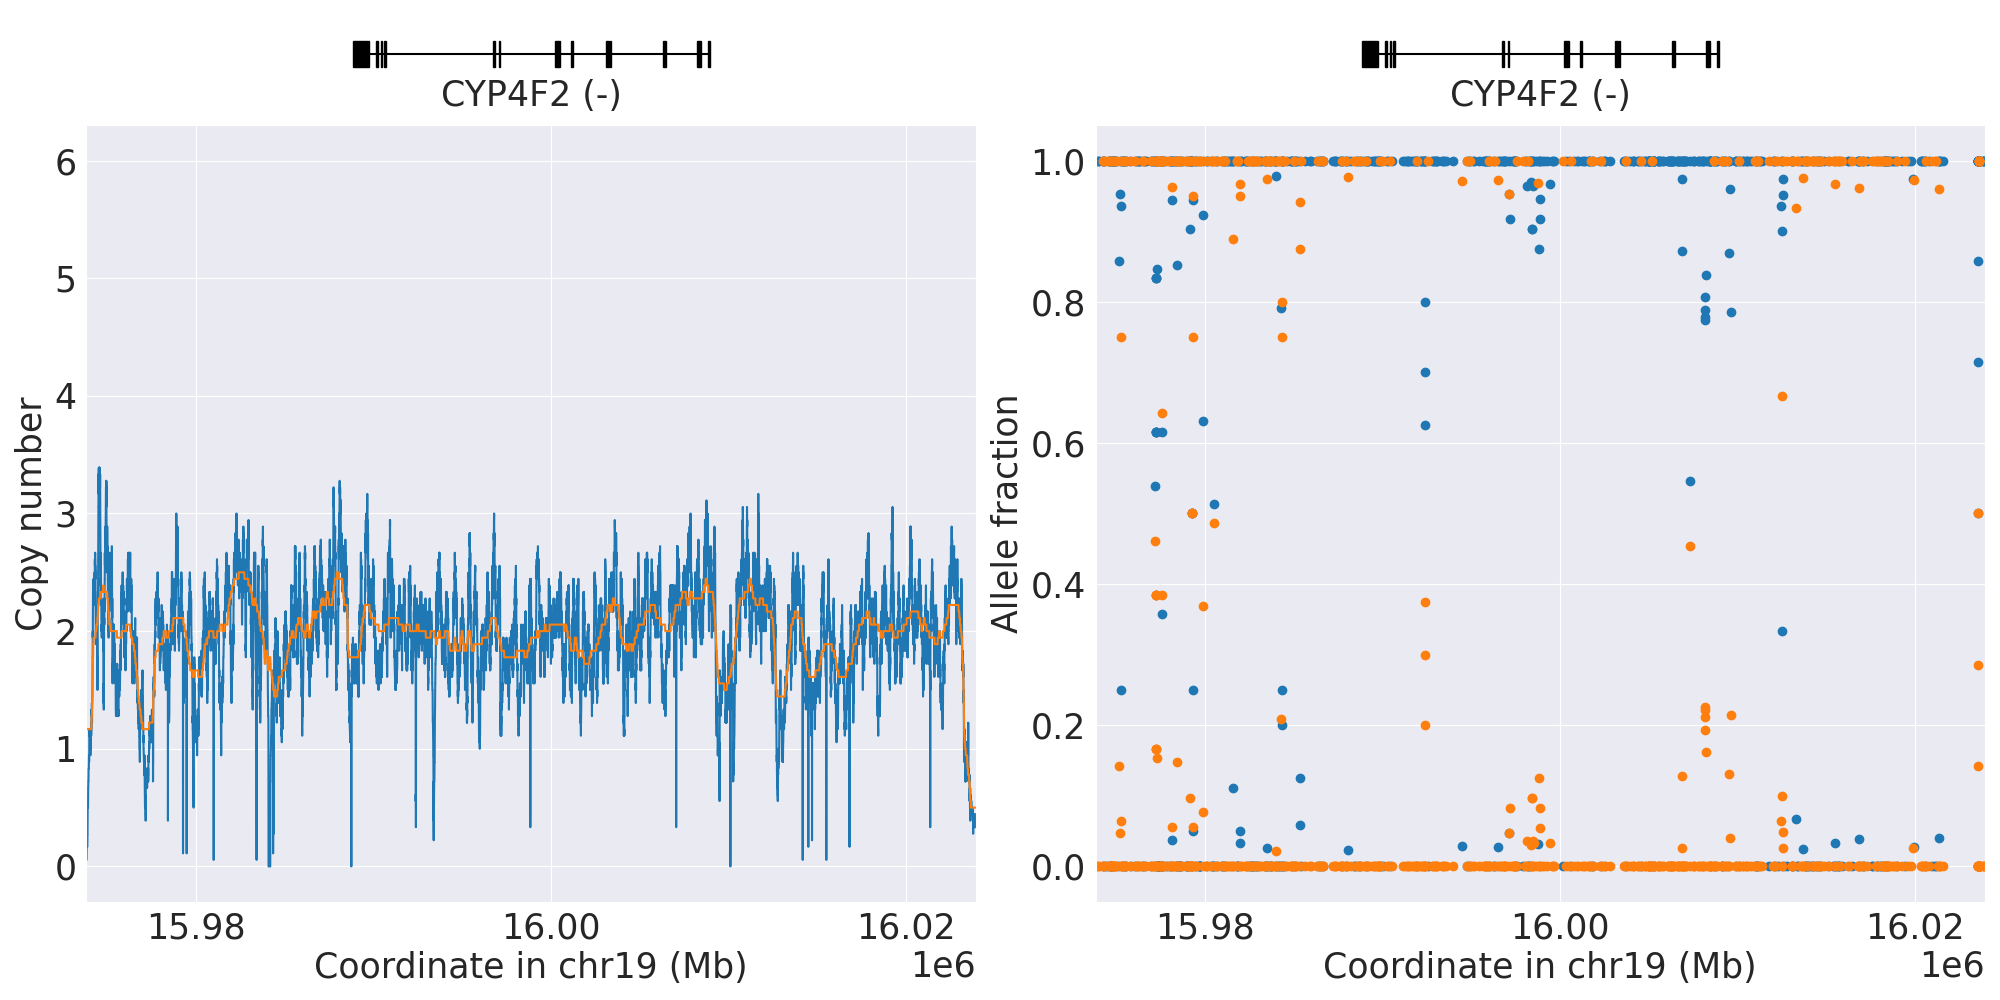 CYP4F2 (-)
6
5
4
3
2
1
0
Copy number
15.98
16.00
16.02
Coordinate in chr19 (Mb)
1e6
CYP4F2 (-)
1.0
0.8
0.6
0.4
0.2
0.0
Allele fraction
15.98
16.00
16.02
Coordinate in chr19 (Mb)
1e6